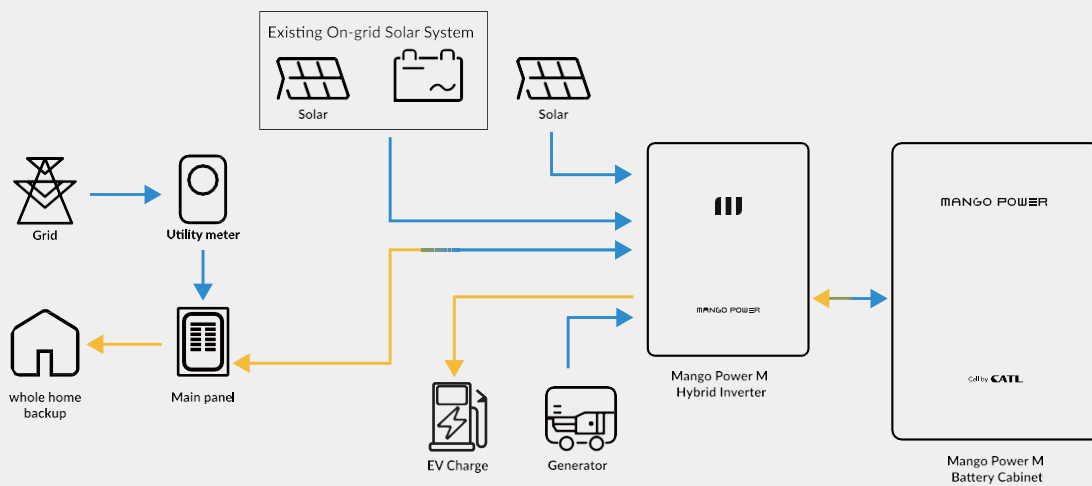 Existing On-grid Solar System
Solar
Solar
Grid
Utility meter
MANGO POWER
MANGO POWER
whole home
backup
Main panel
Mango Power M
Hybrid Inverter
Cell by CATL
EV Charge
Generator
Mango Power M
Battery Cabinet